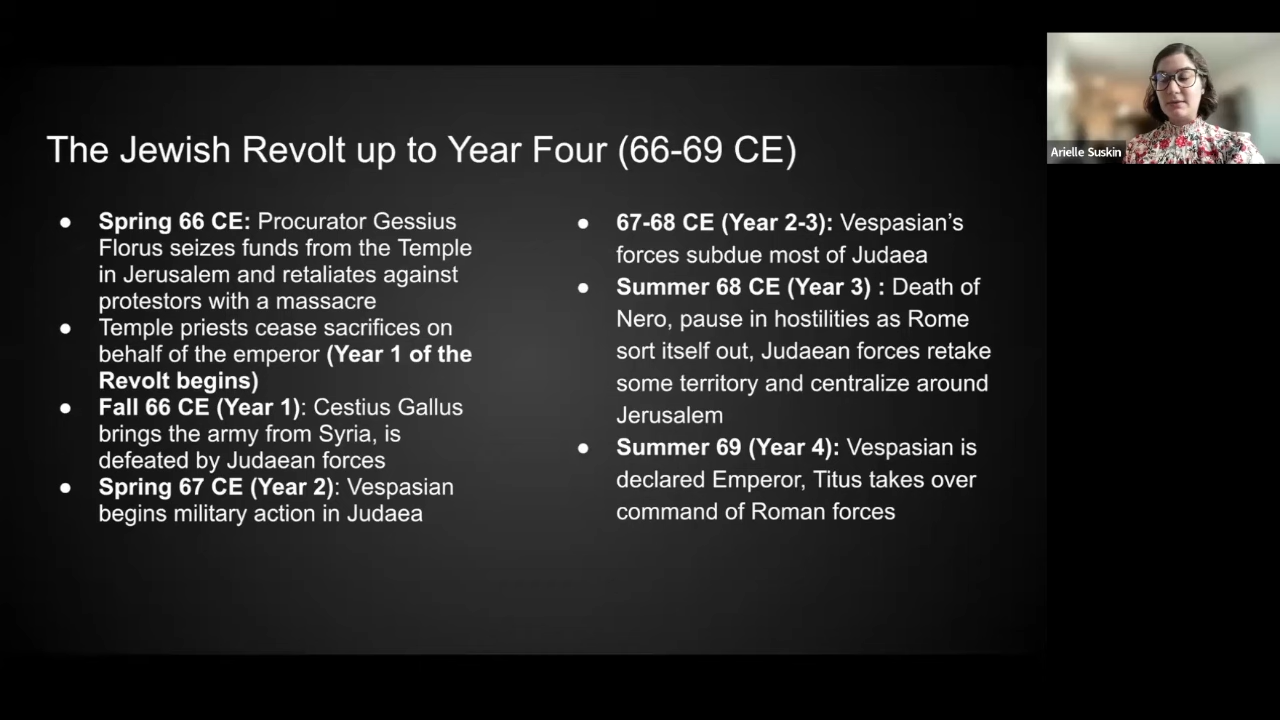 The Jewish Revolt up to Year Four (66-69 CE)
● Spring 66 CE: Procurator Gessius
Florus seizes funds from the Temple
in Jerusalem and retaliates against
protestors with a massacre
● Temple priests cease sacrifices on
behalf of the emperor (Year 1 of the
Revolt begins)
● Fall 66 CE (Year 1): Cestius Gallus
brings the army from Syria, is
defeated by Judaean forces
● Spring 67 CE (Year 2): Vespasian
begins military action in Judaea
● 67-68 CE (Year 2-3): Vespasian’s
forces subdue most of Judaea
● Summer 68 CE (Year 3) : Death of
Nero, pause in hostilities as Rome
sort itself out, Judaean forces retake
some territory and centralize around
Jerusalem
● Summer 69 (Year 4): Vespasian is
declared Emperor, Titus takes over
command of Roman forces
Arielle Suskin